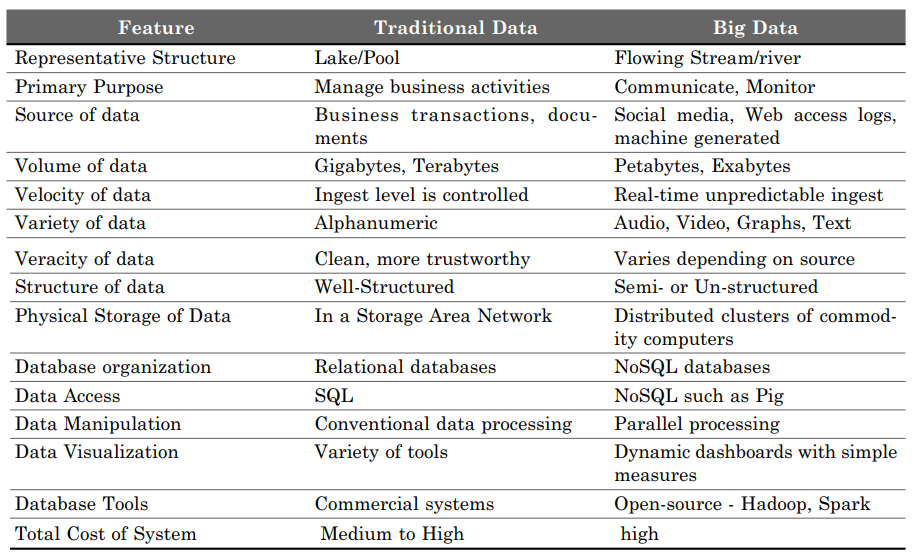 Feature Traditional Data Big Data
Representative Structure Lake/Pool Flowing Stream/river
Primary Purpose Manage business activities Communicate, Monitor
Source of data Business transactions, docu- Social media, Web access logs,
ments machine generated
Volume of data Gigabytes, Terabytes Petabytes, Exabytes
Velocity of data Ingest level is controlled Real-time unpredictable ingest
Variety of data Alphanumeric Audio, Video, Graphs, Text
Veracity of data Clean, more trustworthy Varies depending on source
Structure of data Well-Structured Semi- or Un-structured
Physical Storage of Data In a Storage Area Network Distributed clusters of commod-
ity computers
Database organization Relational databases NoSQL databases
Data Access SQL NoSQL such as Pig
Data Manipulation Conventional data processing Parallel processing
Data Visualization Variety of tools Dynamic dashboards with simple
measures
Database Tools Commercial systems Open-source - Hadoop, Spark
Total Cost of System Medium to High high